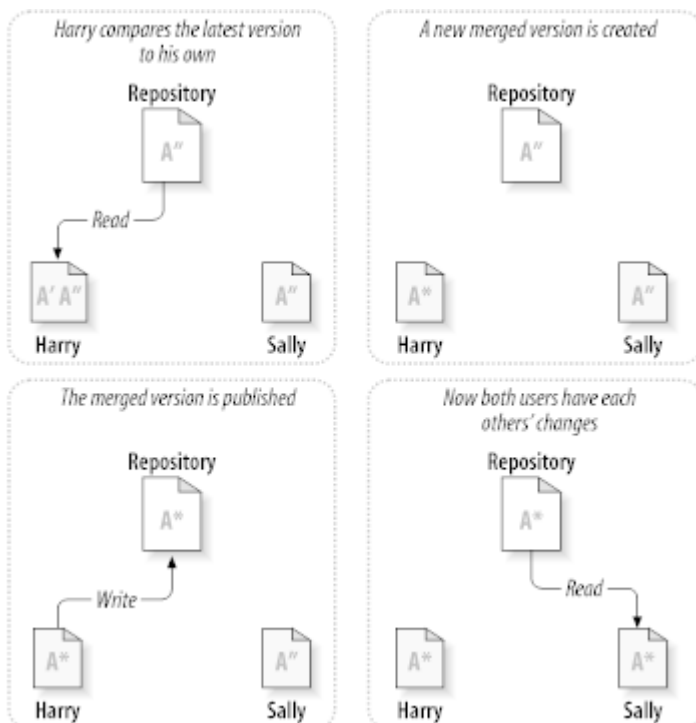 Harry compares the latest version
to his own
Repository
A″
Read
A′ A″
A″
Harry
Sally
A new merged version is created
Repository
A″
A*
A″
Harry
Sally
The merged version is published
Repository
A*
Write
A*
A″
Harry
Sally
Now both users have each
others’ changes
Repository
A*
Read
A*
A*
Harry
Sally